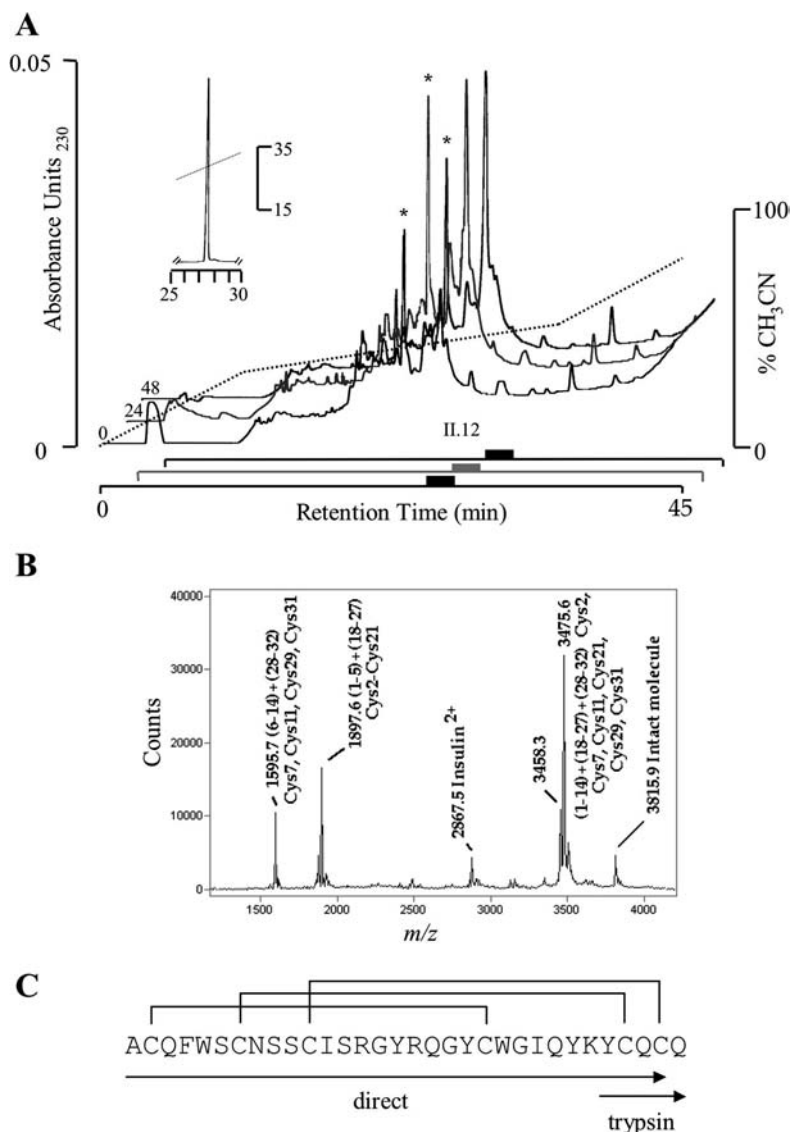 A
0.05
Absorbance Units 230
0
35
15
25
30
*
*
*
48
24
0
100
% CH3CN
0
II.12
0
45
Retention Time (min)
B
40000
30000
20000
10000
0
Counts
1595.7 (6-14)+(28-32)
Cys7, Cys11, Cys29, Cys31
1897.6 (1-5)+(18-27)
Cys2-Cys21
2867.5 Insulin 2+
3458.3
3475.6
(1-14)+(18-27)+(28-32) Cys2,
Cys7, Cys11, Cys21,
Cys29, Cys31
3815.9 Intact molecule
1500
2000
2500
3000
3500
4000
m/z
C
ACQFWSCNSSCISRGYRQGYCWGIQYKYCQCQ
direct
trypsin